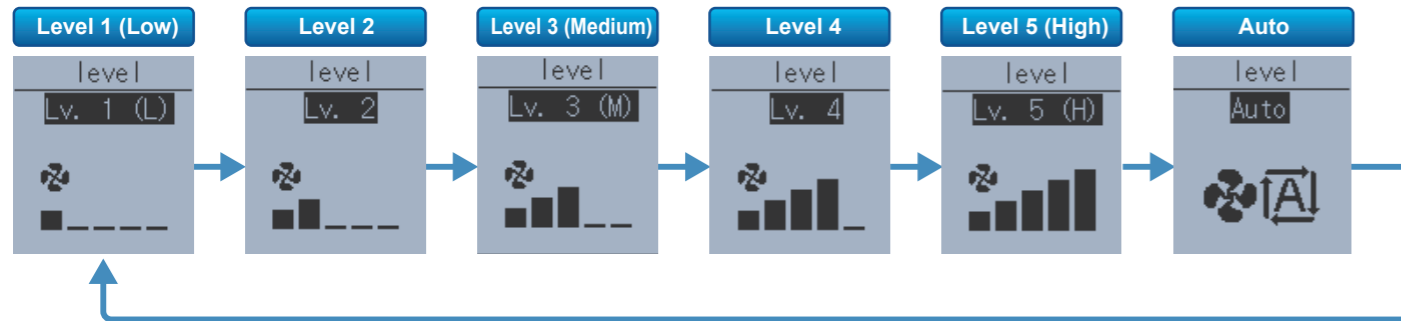 Level 1 (Low)
level
Lv. 1 (L)
Level 2
level
Lv. 2
Level 3 (Medium)
level
Lv. 3 (M)
Level 4
level
Lv. 4
Level 5 (High)
level
Lv. 5 (H)
Auto
level
Auto
A